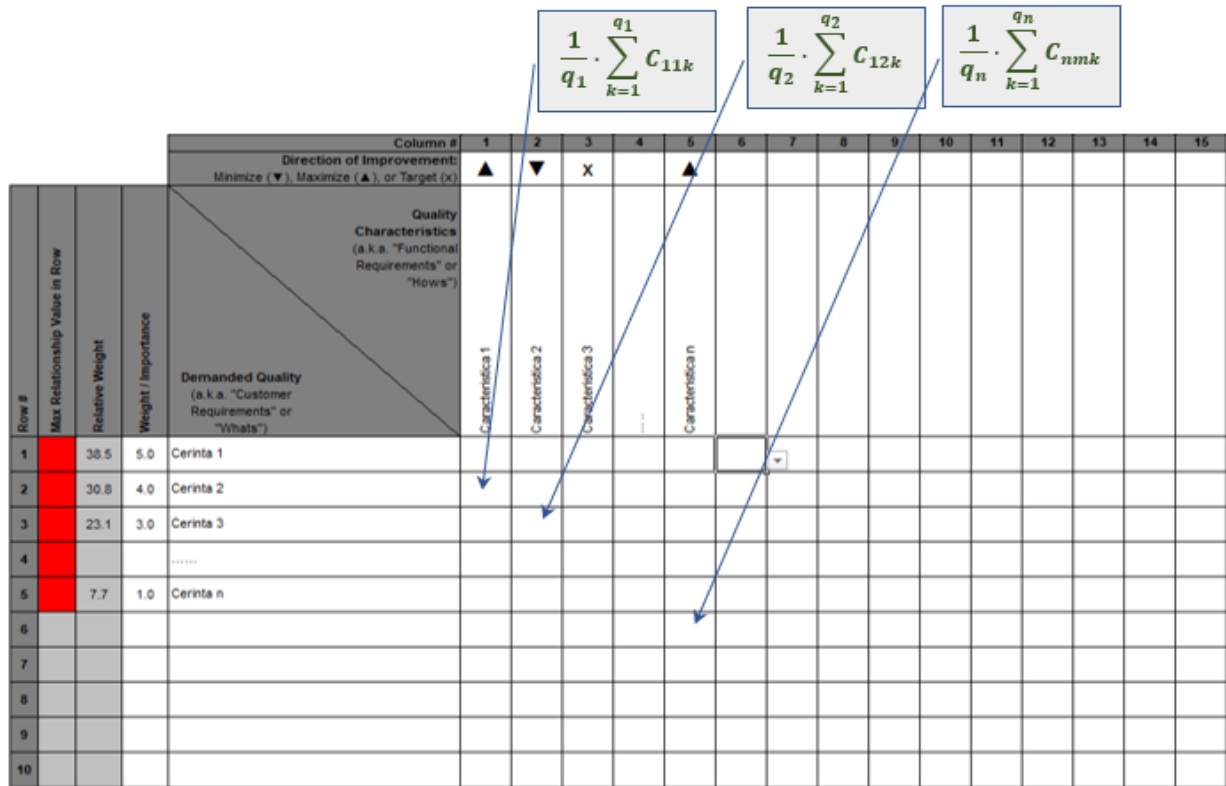 1/q₁ · ∑ₖ₌₁^q₁ C₁₁ₖ
1/q₂ · ∑ₖ₌₁^q₂ C₁₂ₖ
1/qₙ · ∑ₖ₌₁^qₙ Cₙₘₖ
Column # 1 2 3 4 5 6 7 8 9 10 11 12 13 14 15
Direction of Improvement:
Minimize (▼), Maximize (▲), or Target (x) ▲ ▼ x ▲
Row #
Max Relationship Value in Row
Relative Weight
Weight / Importance
Quality
Characteristics
(a.k.a. "Functional
Requirements" or
"Hows")
Demanded Quality
(a.k.a. "Customer
Requirements" or
"Whats")
Caracteristica 1
Caracteristica 2
Caracteristica 3
.....
Caracteristica n
1 38.5 5.0 Cerinta 1
2 30.8 4.0 Cerinta 2
3 23.1 3.0 Cerinta 3
4 ......
5 7.7 1.0 Cerinta n
6
7
8
9
10